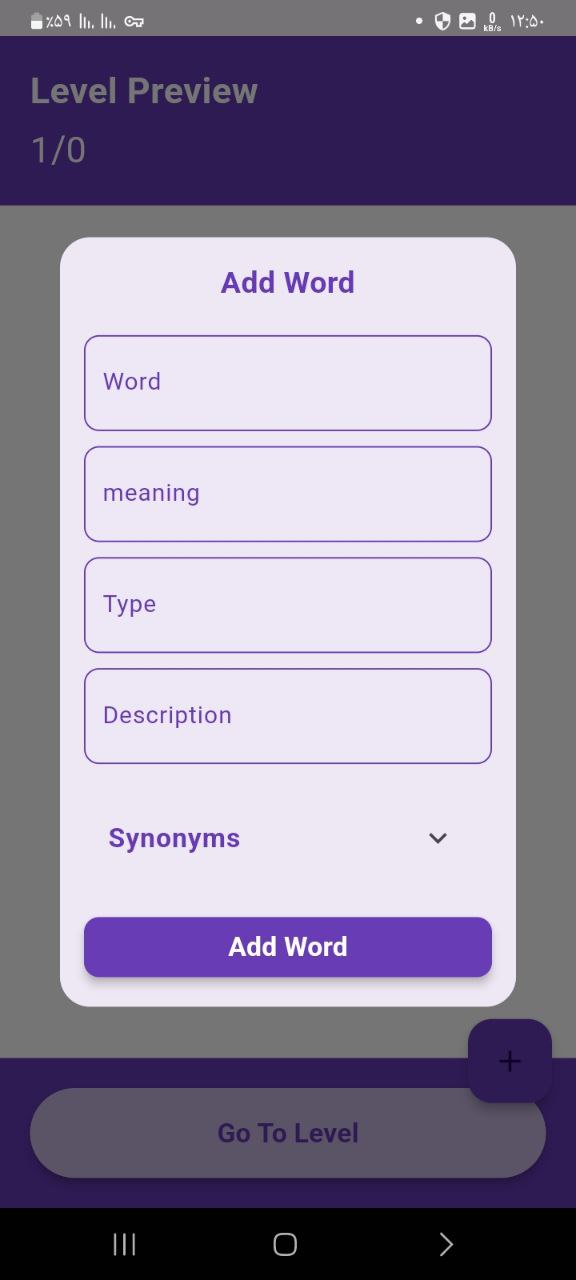 ٪۵۹
0
kB/s
۱۲:۵۰
Level Preview
1/0
Add Word
Word
meaning
Type
Description
Synonyms
Add Word
+
Go To Level